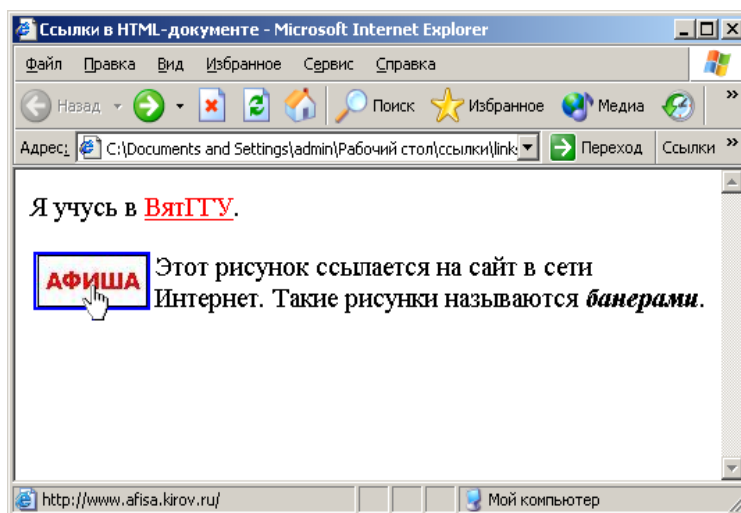 Ссылки в HTML-документе - Microsoft Internet Explorer
Файл Правка Вид Избранное Сервис Справка
Назад Поиск Избранное Медиа »
Адрес: C:\Documents and Settings\admin\Рабочий стол\ссылки\link Переход Ссылки »
Я учусь в ВятГГУ.
АФИША
Этот рисунок ссылается на сайт в сети
Интернет. Такие рисунки называются банерами.
http://www.afisa.kirov.ru/ Мой компьютер